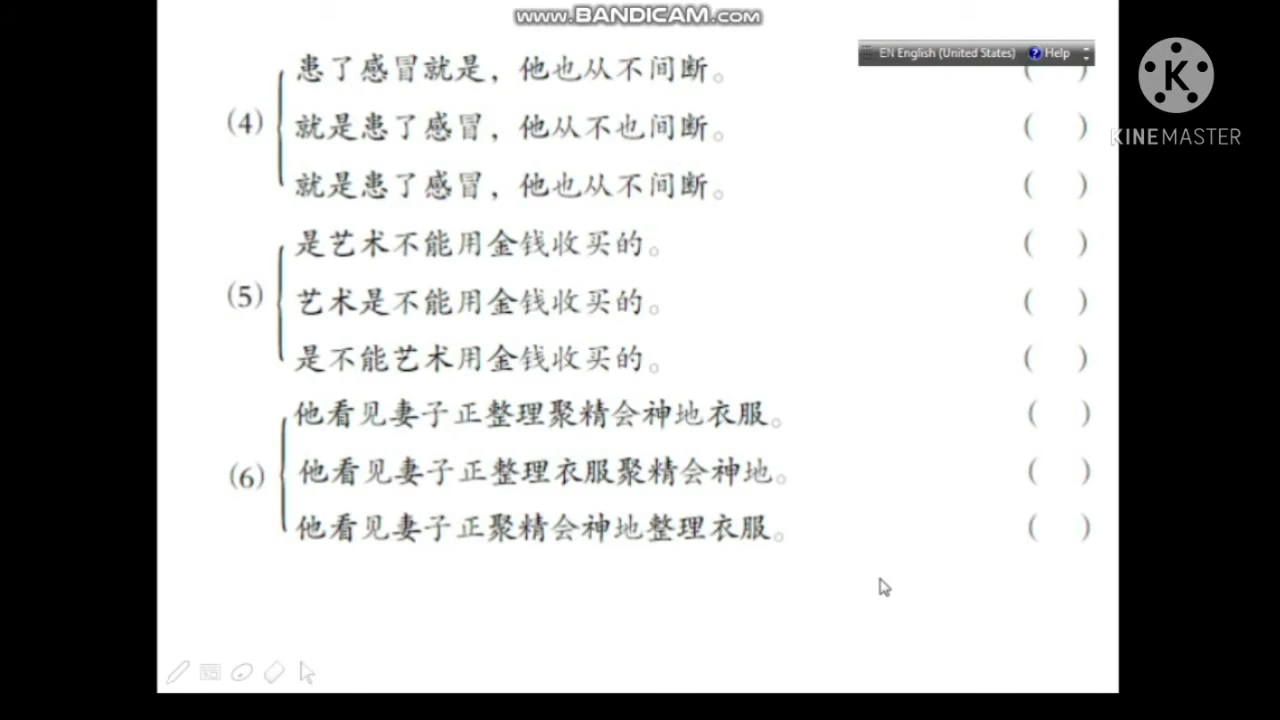 www.BANDICAM.com
EN English (United States) Help
K
KINEMASTER
患了感冒就是，他也从不间断。 ( )
(4) 就是患了感冒，他从不也间断。 ( )
就是患了感冒，他也从不间断。 ( )
是艺术不能用金钱收买的。 ( )
(5) 艺术是不能用金钱收买的。 ( )
是不能艺术用金钱收买的。 ( )
他看见妻子正整理聚精会神地衣服。 ( )
(6) 他看见妻子正整理衣服聚精会神地。 ( )
他看见妻子正聚精会神地整理衣服。 ( )